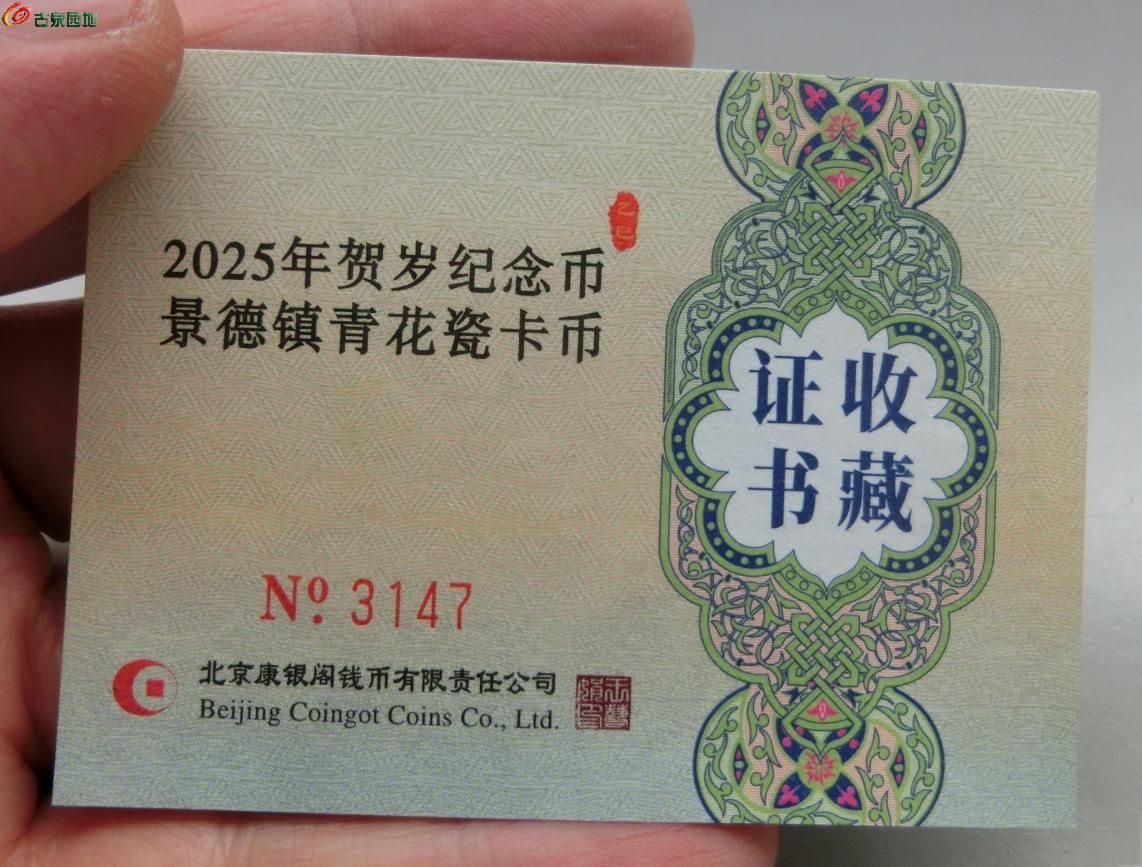 古泉园地
2025年贺岁纪念币
景德镇青花瓷卡币
乙巳
收藏
证书
№ 3147
北京康银阁钱币有限责任公司
Beijing Coingot Coins Co., Ltd.